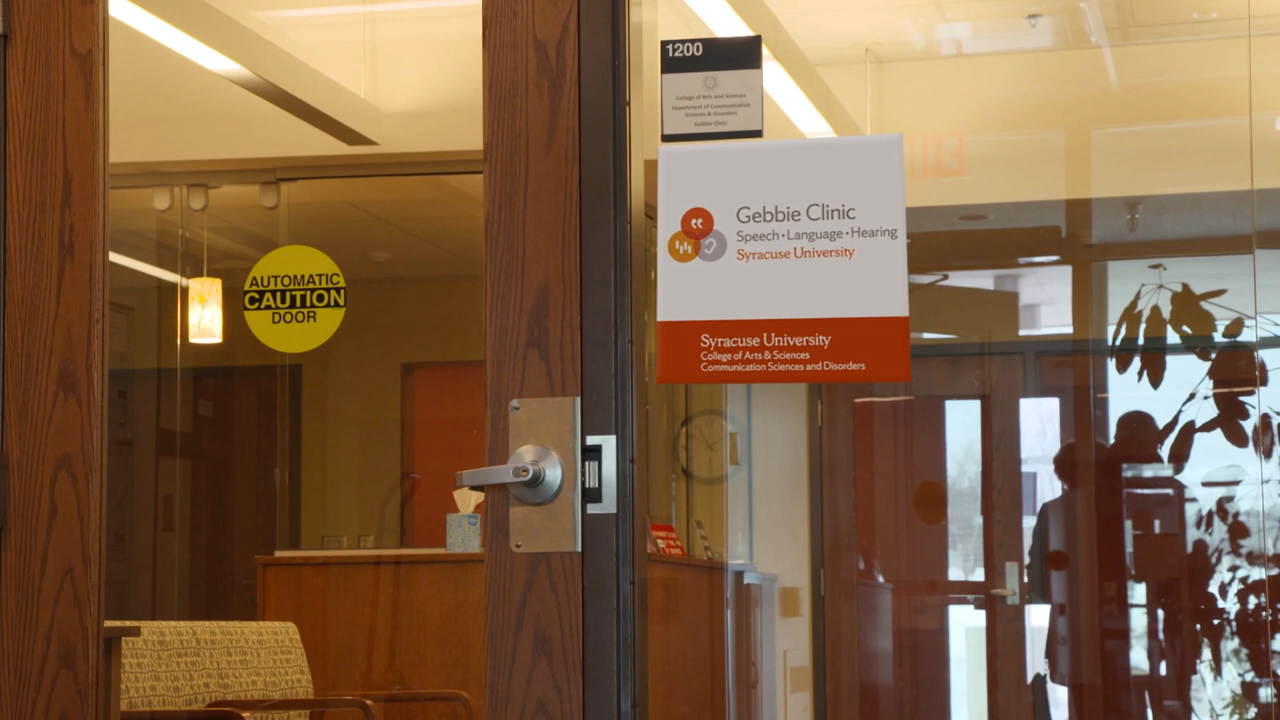 1200
College of Arts and Sciences
Department of Communication
Sciences & Disorders
Gebbie Clinic
Gebbie Clinic
Speech • Language • Hearing
Syracuse University
Syracuse University
College of Arts & Sciences
Communication Sciences and Disorders
AUTOMATIC
CAUTION
DOOR
EXIT